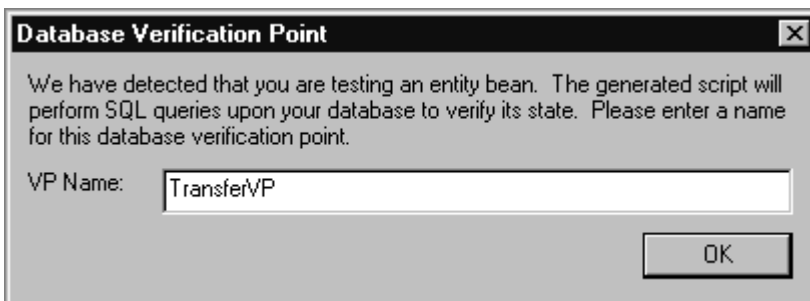 Database Verification Point
We have detected that you are testing an entity bean. The generated script will
perform SQL queries upon your database to verify its state. Please enter a name
for this database verification point.
VP Name: TransferVP
OK